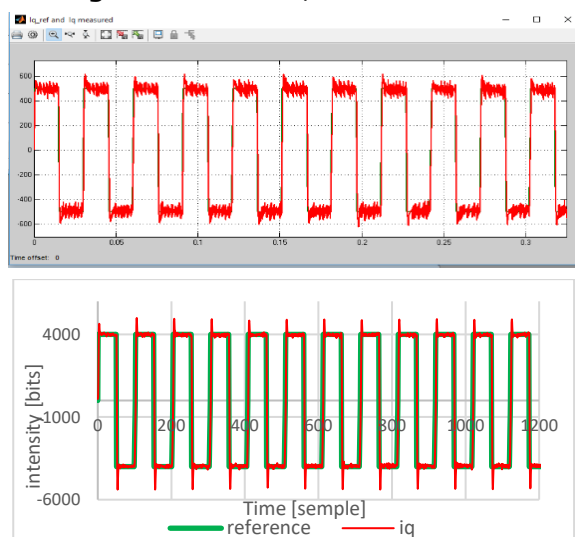 Iq_ref and Iq measured
600
400
200
0
-200
-400
-600
0 0.05 0.1 0.15 0.2 0.25 0.3
Time offset: 0
4000
-1000
-6000
intensity [bits]
0 200 400 600 800 1000 1200
Time [semple]
reference iq